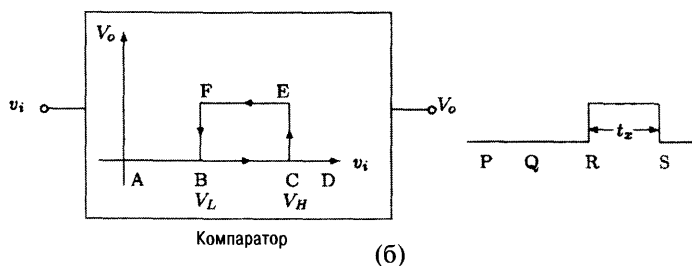 V_o
F E
v_i V_o
t_x
v_i
A B C D P Q R S
V_L V_H
Компаратор
(б)